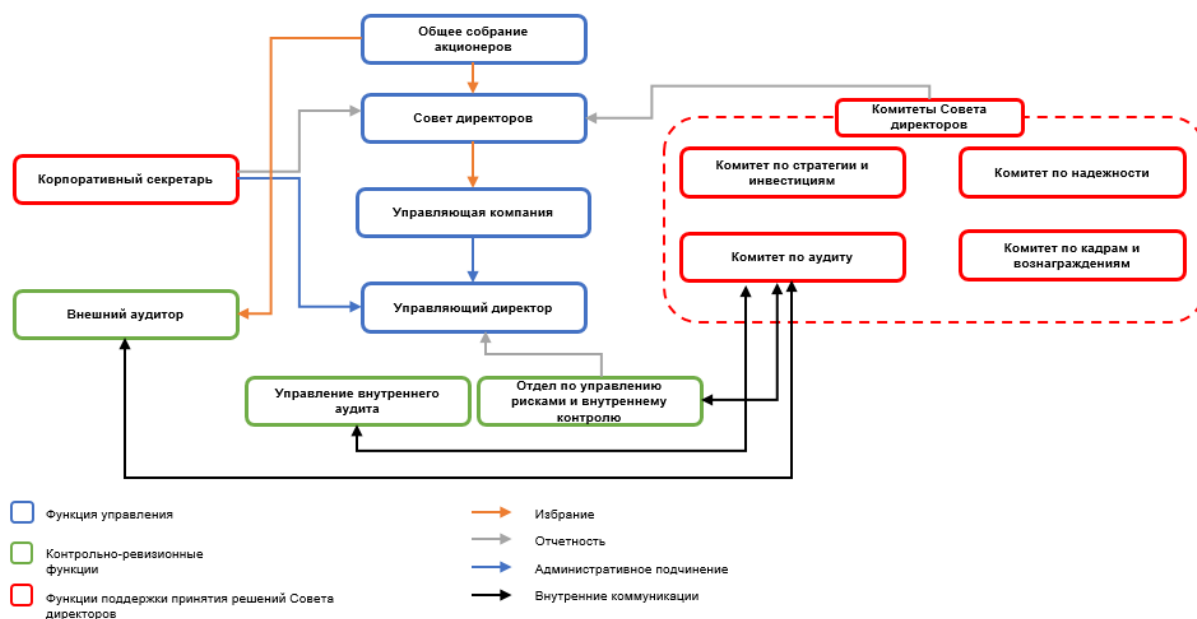 Общее собрание
акционеров
Совет директоров
Комитеты Совета
директоров
Корпоративный секретарь
Комитет по стратегии и
инвестициям
Комитет по надежности
Управляющая компания
Комитет по аудиту
Комитет по кадрам и
вознаграждениям
Внешний аудитор
Управляющий директор
Управление внутреннего
аудита
Отдел по управлению
рисками и внутреннему
контролю
Функция управления
Контрольно-ревизионные
функции
Функции поддержки принятия решений Совета
директоров
Избрание
Отчетность
Административное подчинение
Внутренние коммуникации